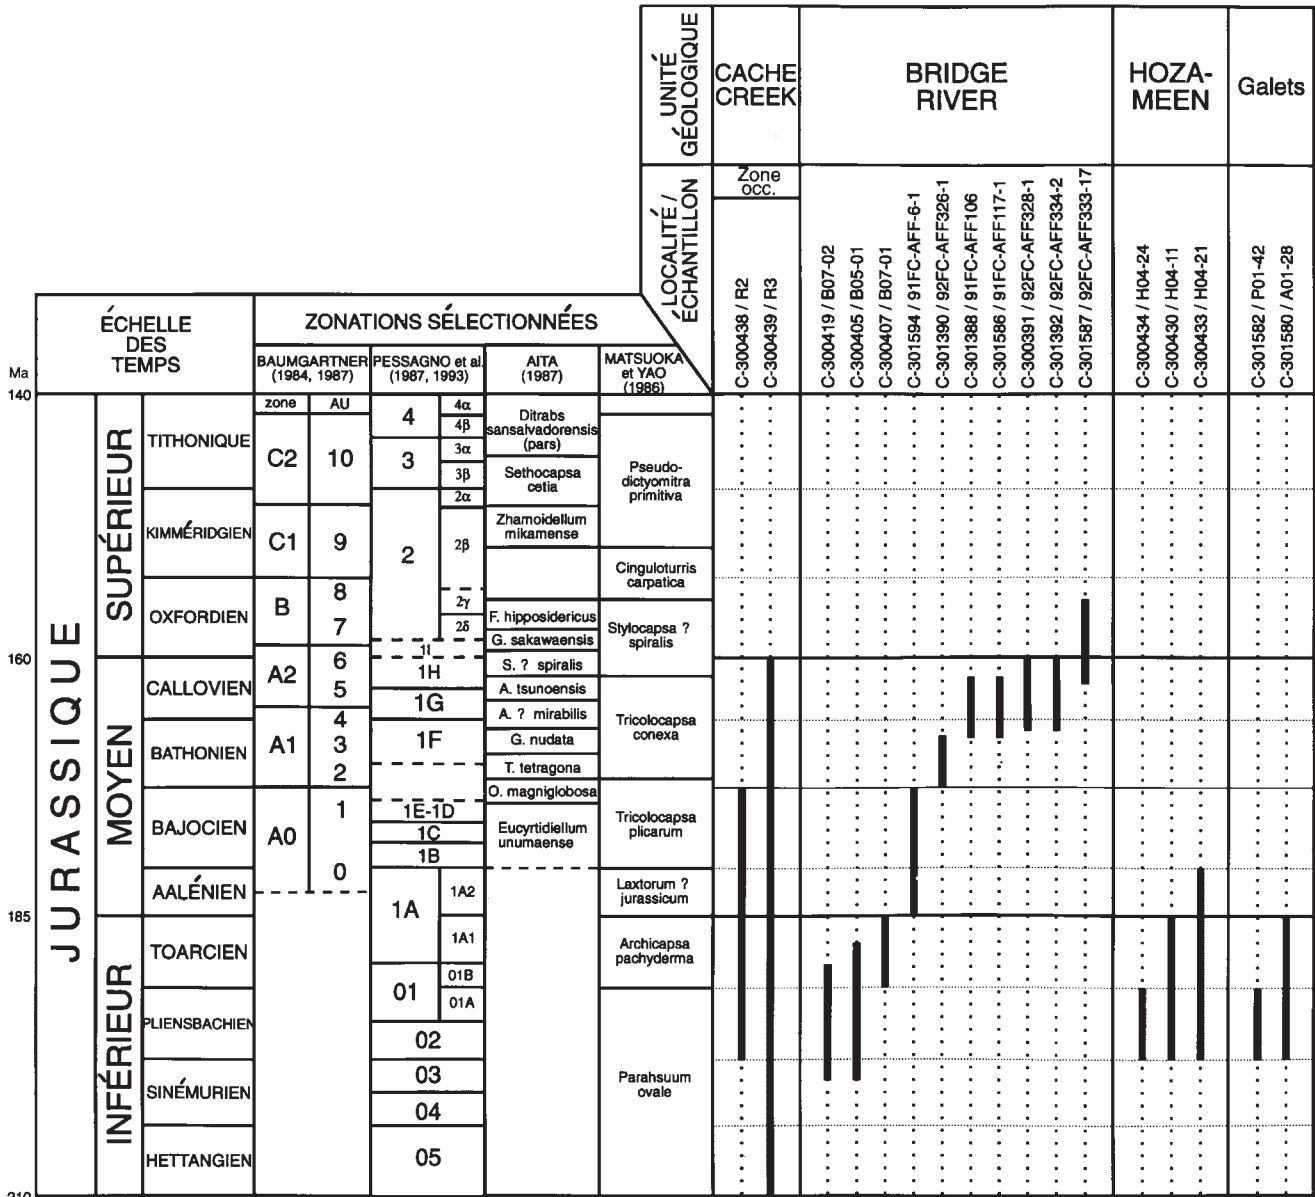 UNITÉ
GÉOLOGIQUE
CACHE
CREEK
BRIDGE
RIVER
HOZA-
MEEN
Galets
LOCALITÉ /
ÉCHANTILLON
Zone
occ.
C-300438 / R2
C-300439 / R3
C-300419 / B07-02
C-300405 / B05-01
C-300407 / B07-01
C-301594 / 91FC-AFF-6-1
C-301390 / 92FC-AFF326-1
C-301388 / 91FC-AFF106
C-301586 / 91FC-AFF117-1
C-300391 / 92FC-AFF328-1
C-301392 / 92FC-AFF334-2
C-301587 / 92FC-AFF333-17
C-300434 / H04-24
C-300430 / H04-11
C-300433 / H04-21
C-301582 / P01-42
C-301580 / A01-28
ÉCHELLE
DES
TEMPS
ZONATIONS SÉLECTIONNÉES
BAUMGARTNER
(1984, 1987)
PESSAGNO et al.
(1987, 1993)
AITA
(1987)
MATSUOKA
et YAO
(1986)
Ma
140
160
185
210
JURASSIQUE
SUPÉRIEUR
MOYEN
INFÉRIEUR
TITHONIQUE
KIMMÉRIDGIEN
OXFORDIEN
CALLOVIEN
BATHONIEN
BAJOCIEN
AALÉNIEN
TOARCIEN
PLIENSBACHIEN
SINÉMURIEN
HETTANGIEN
zone
C2
C1
B
A2
A1
A0
AU
10
9
8
7
6
5
4
3
2
1
0
4
3
2
1I
1H
1G
1F
1E-1D
1C
1B
1A
01
02
03
04
05
4α
4β
3α
3β
2α
2β
2γ
2δ
1A2
1A1
01B
01A
Ditrabs
sansalvadorensis
(pars)
Sethocapsa
cetia
Zhamoidellum
mikamense
F. hipposidericus
G. sakawaensis
S. ? spiralis
A. tsunoensis
A. ? mirabilis
G. nudata
T. tetragona
O. magniglobosa
Eucyrtidiellum
unumaense
Pseudo-
dictyomitra
primitiva
Cinguloturris
carpatica
Stylocapsa ?
spiralis
Tricolocapsa
conexa
Tricolocapsa
plicarum
Laxtorum ?
jurassicum
Archicapsa
pachyderma
Parahsuum
ovale